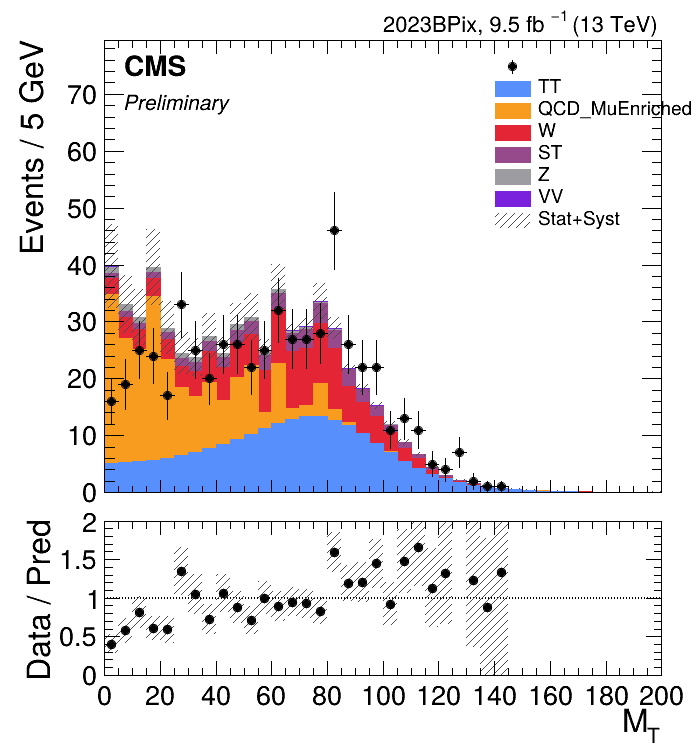 2023BPix, 9.5 fb⁻¹ (13 TeV)
CMS
Preliminary
TT
QCD_MuEnriched
W
ST
Z
VV
Stat+Syst
Events / 5 GeV
70
60
50
40
30
20
10
0
Data / Pred
2
1.5
1
0.5
0
0 20 40 60 80 100 120 140 160 180 200
M_T